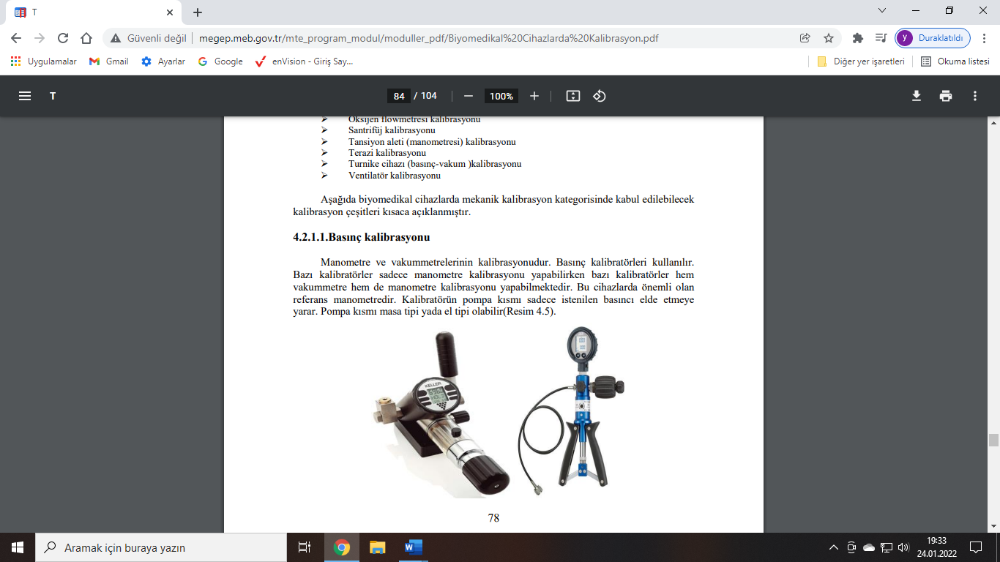 T
Güvenli değil
megep.meb.gov.tr/mte_program_modul/moduller_pdf/Biyomedikal%20Cihazlarda%20Kalibrasyon.pdf
y
Duraklatıldı
Uygulamalar
Gmail
Ayarlar
Google
enVision - Giriş Say...
Diğer yer işaretleri
Okuma listesi
T
84 / 104
100%
Oksijen flowmetresi kalibrasyonu
Santrifüj kalibrasyonu
Tansiyon aleti (manometresi) kalibrasyonu
Terazi kalibrasyonu
Turnike cihazı (basınç-vakum )kalibrasyonu
Ventilatör kalibrasyonu
Aşağıda biyomedikal cihazlarda mekanik kalibrasyon kategorisinde kabul edilebilecek
kalibrasyon çeşitleri kısaca açıklanmıştır.
4.2.1.1.Basınç kalibrasyonu
Manometre ve vakummetrelerinin kalibrasyonudur. Basınç kalibratörleri kullanılır.
Bazı kalibratörler sadece manometre kalibrasyonu yapabilirken bazı kalibratörler hem
vakummetre hem de manometre kalibrasyonu yapabilmektedir. Bu cihazlarda önemli olan
referans manometredir. Kalibratörün pompa kısmı sadece istenilen basıncı elde etmeye
yarar. Pompa kısmı masa tipi yada el tipi olabilir(Resim 4.5).
KELLER
78
Aramak için buraya yazın
19:33
24.01.2022